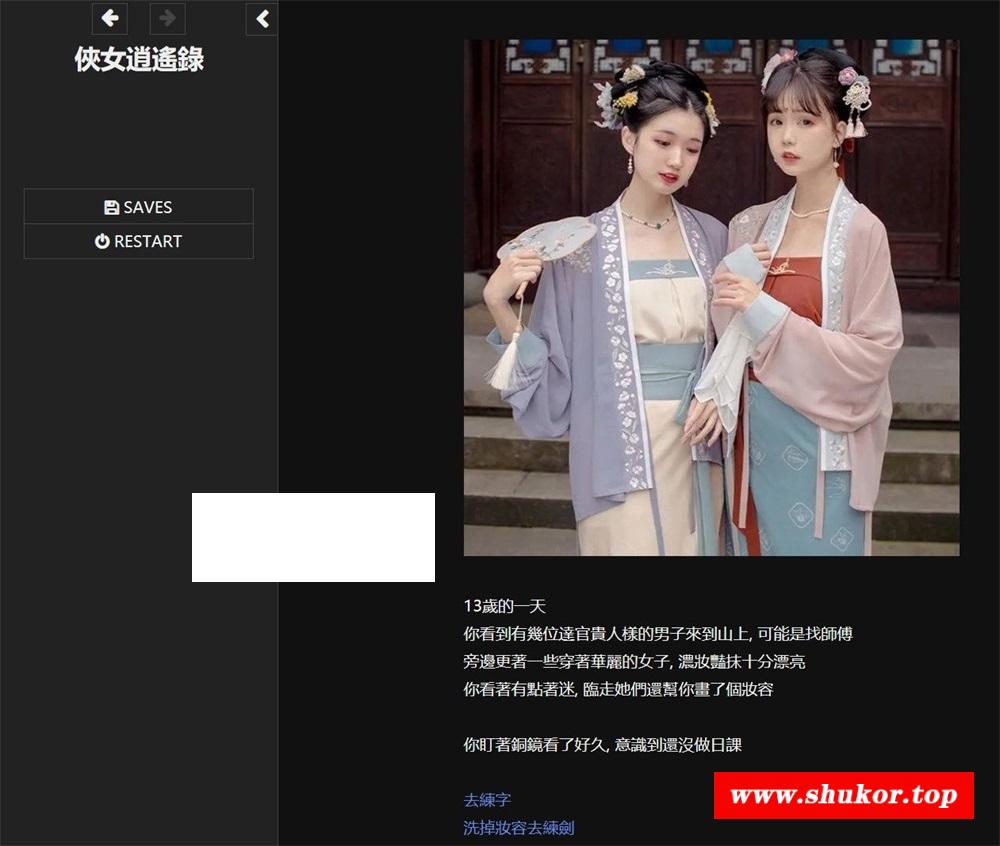 俠女逍遙錄
SAVES
RESTART
13歲的一天
你看到有幾位達官貴人樣的男子來到山上, 可能是找師傅
旁邊更著一些穿著華麗的女子, 濃妝豔抹十分漂亮
你看著有點著迷, 臨走她們還幫你畫了個妝容
你盯著銅鏡看了好久, 意識到還沒做日課
去練字
洗掉妝容去練劍
www.shukor.top